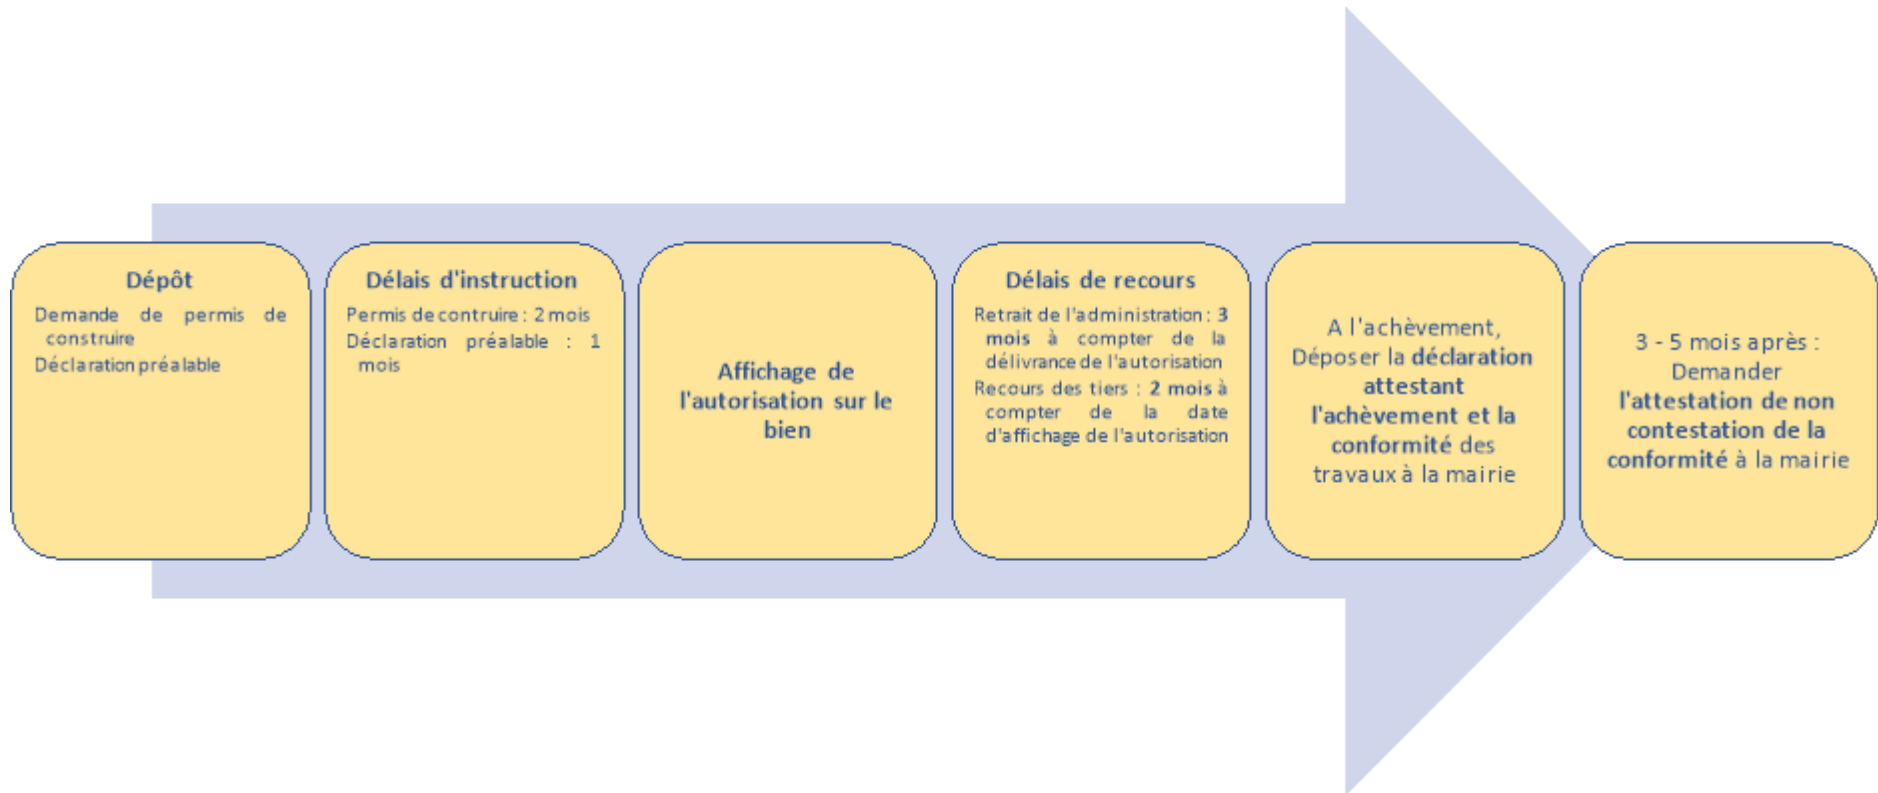 Dépôt
Demande de permis de
construire
Déclaration préalable
Délais d'instruction
Permis de contruire : 2 mois
Déclaration préalable : 1
mois
Affichage de
l'autorisation sur le
bien
Délais de recours
Retrait de l'administration : 3
mois à compter de la
délivrance de l'autorisation
Recours des tiers : 2 mois à
compter de la date
d'affichage de l'autorisation
A l'achèvement,
Déposer la déclaration
attestant
l'achèvement et la
conformité des
travaux à la mairie
3 - 5 mois après :
Demander
l'attestation de non
contestation de la
conformité à la mairie